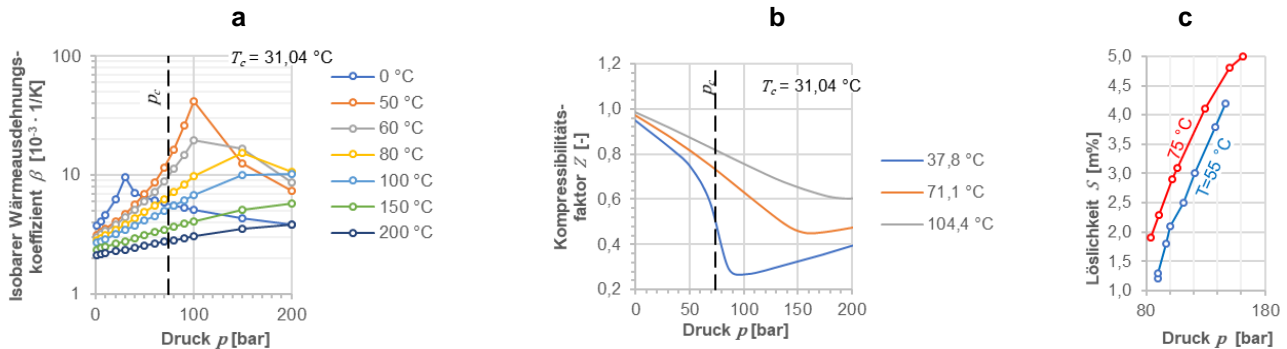 a
Isobarer Wärmeausdehnungs-
koeffizient β [10⁻³ · 1/K]
100
10
1
0
100
200
Druck p [bar]
p_c
T_c = 31,04 °C
0 °C
50 °C
60 °C
80 °C
100 °C
150 °C
200 °C
b
Kompressibilitäts-
faktor Z [-]
1,2
1,0
0,8
0,6
0,4
0,2
0
50
100
150
200
Druck p [bar]
p_c
T_c = 31,04 °C
37,8 °C
71,1 °C
104,4 °C
c
Löslichkeit S [m%]
5,0
4,5
4,0
3,5
3,0
2,5
2,0
1,5
1,0
80
180
Druck p [bar]
75 °C
T=55 °C